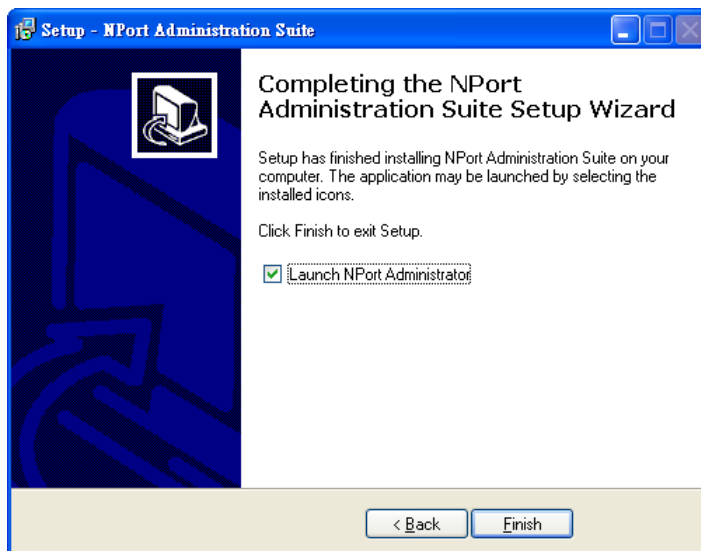 Setup - NPort Administration Suite
Completing the NPort
Administration Suite Setup Wizard
Setup has finished installing NPort Administration Suite on your
computer. The application may be launched by selecting the
installed icons.
Click Finish to exit Setup.
Launch NPort Administrator
< Back
Finish